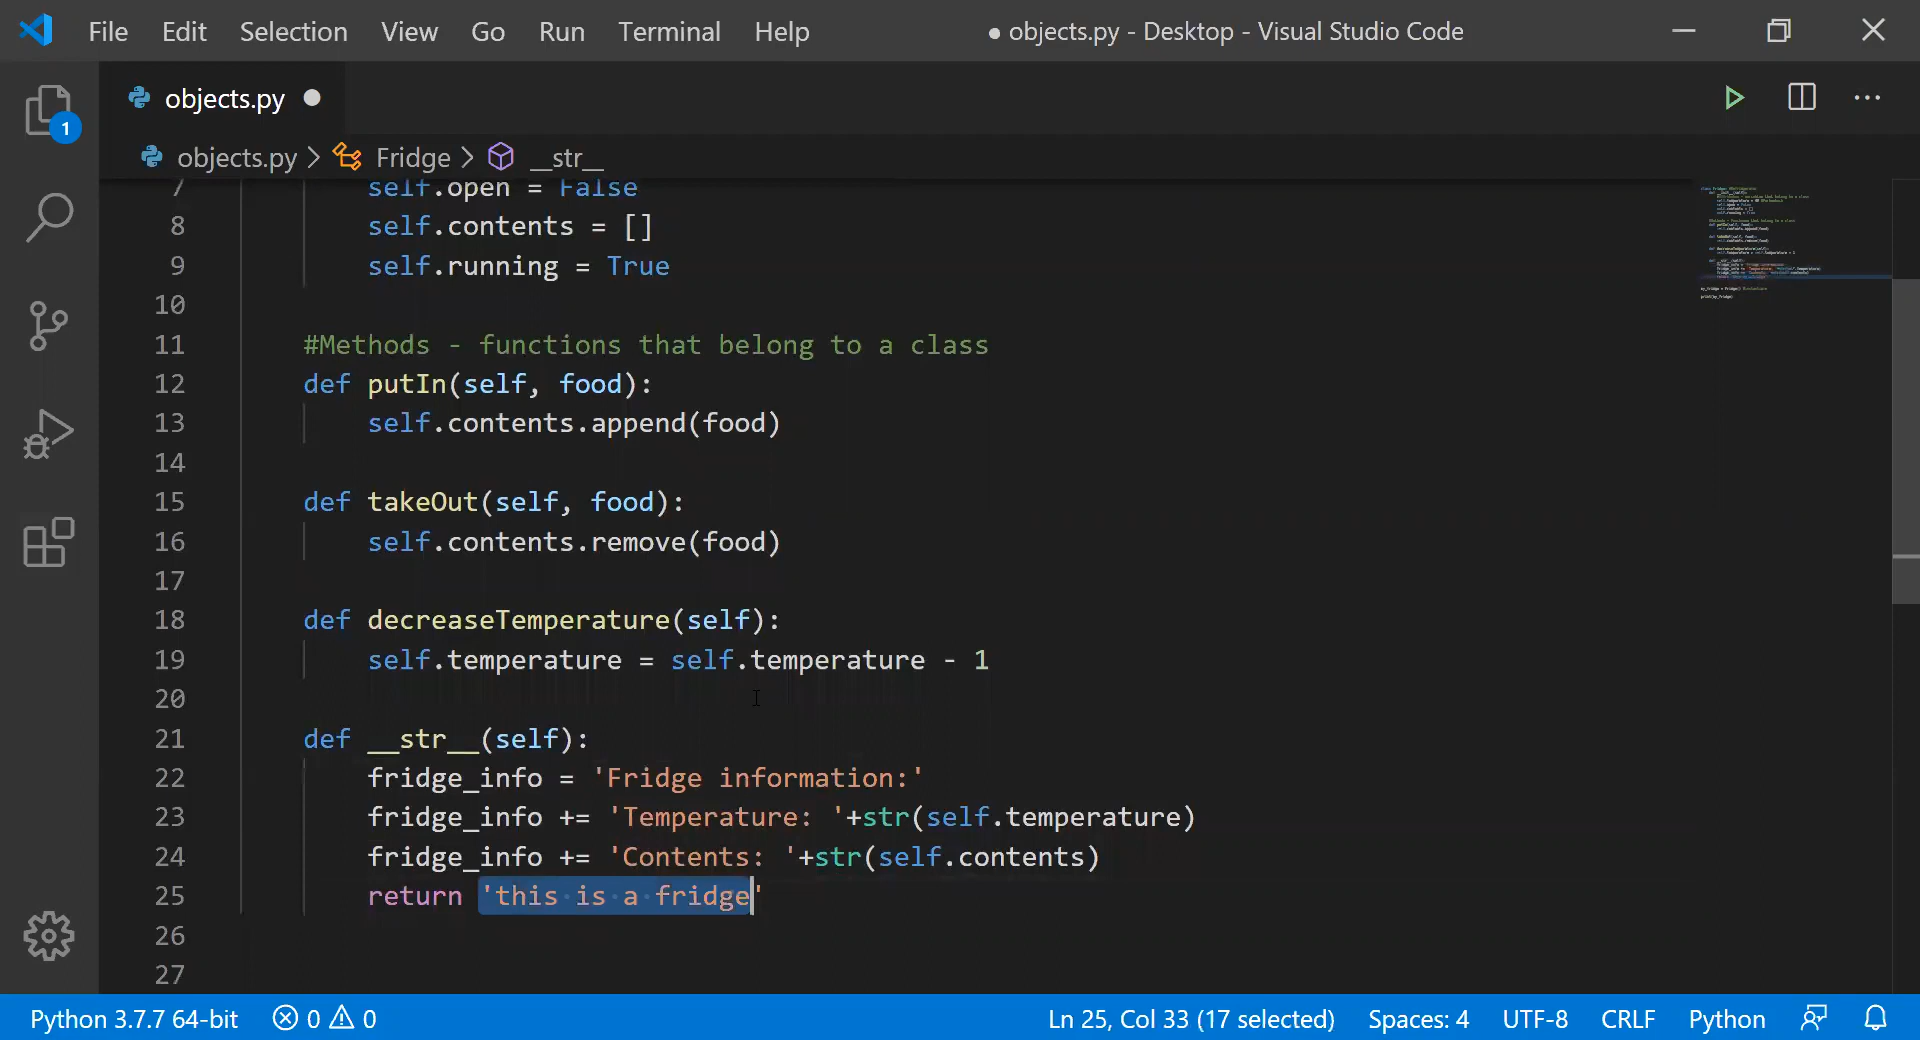 File Edit Selection View Go Run Terminal Help ● objects.py - Desktop - Visual Studio Code
objects.py ●
1
objects.py > Fridge > __str__
7 self.open = False
8 self.contents = []
9 self.running = True
10
11 #Methods - functions that belong to a class
12 def putIn(self, food):
13 self.contents.append(food)
14
15 def takeOut(self, food):
16 self.contents.remove(food)
17
18 def decreaseTemperature(self):
19 self.temperature = self.temperature - 1
20
21 def __str__(self):
22 fridge_info = 'Fridge information:'
23 fridge_info += 'Temperature: '+str(self.temperature)
24 fridge_info += 'Contents: '+str(self.contents)
25 return 'this is a fridge'
26
27
Python 3.7.7 64-bit 0 0 Ln 25, Col 33 (17 selected) Spaces: 4 UTF-8 CRLF Python